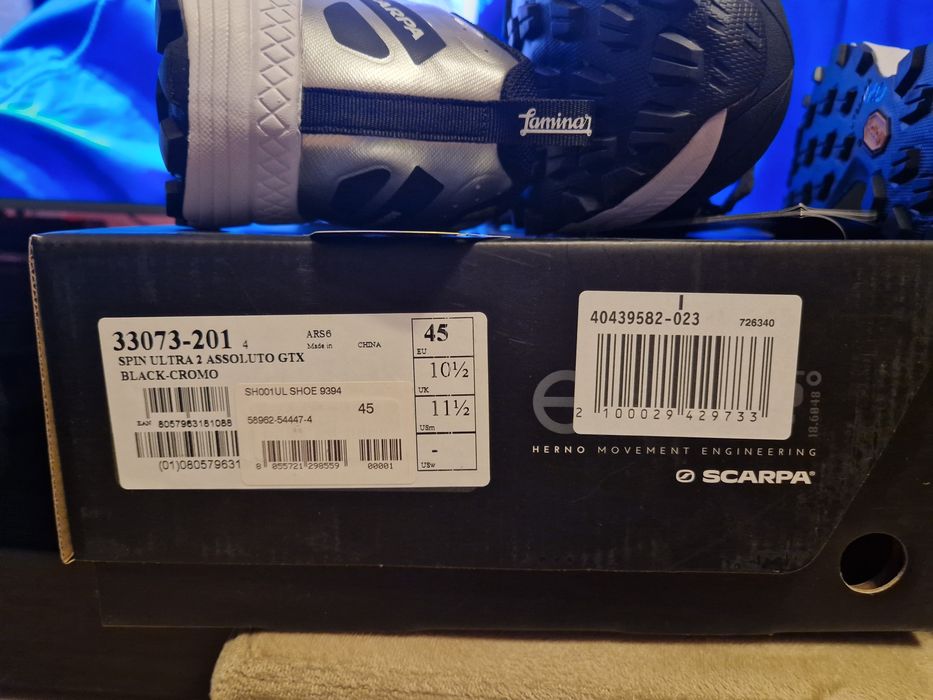 SCARPA
Laminar
33073-201 4
ARS6
Made in CHINA
SPIN ULTRA 2 ASSOLUTO GTX
BLACK-CROMO
EAN 8057963181088
(01)080579631
SH001UL SHOE 9394
45
58962-54447-4
8 055721 298559 00001
45
EU
10½
UK
11½
USm
-
USw
40439582-023
726340
2 100029 429733
18.6848°
HERNO MOVEMENT ENGINEERING
SCARPA®